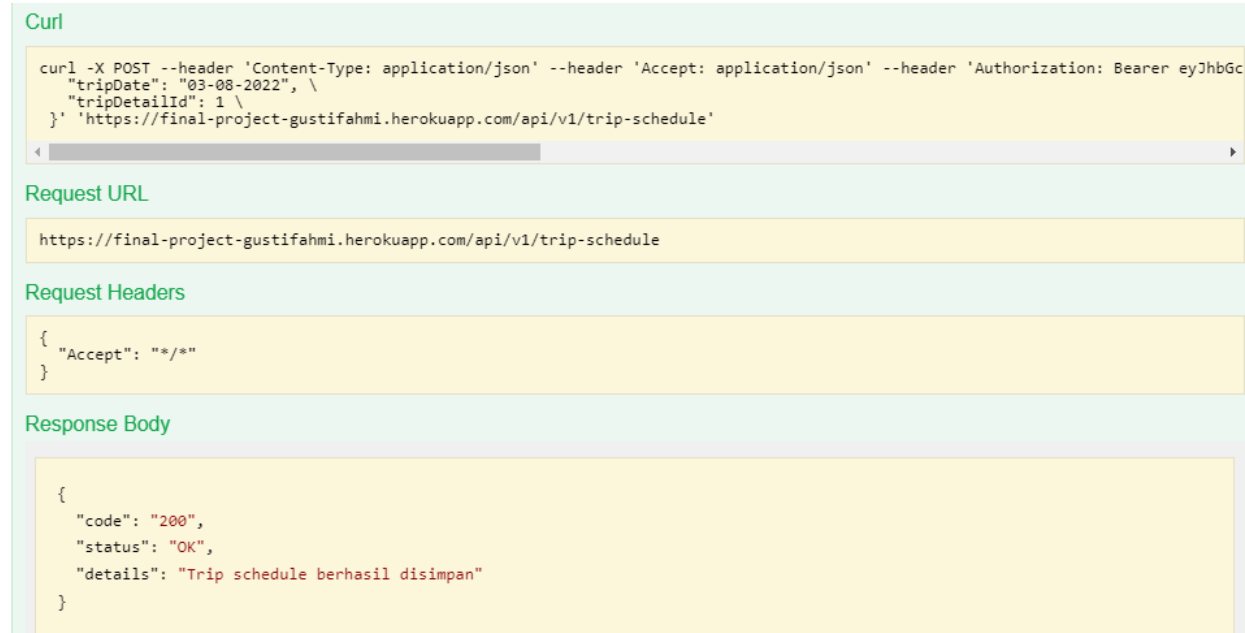 Curl
curl -X POST --header 'Content-Type: application/json' --header 'Accept: application/json' --header 'Authorization: Bearer eyJhbGc
"tripDate": "03-08-2022", \
"tripDetailId": 1 \
}' 'https://final-project-gustifahmi.herokuapp.com/api/v1/trip-schedule'
Request URL
https://final-project-gustifahmi.herokuapp.com/api/v1/trip-schedule
Request Headers
{
"Accept": "*/*"
}
Response Body
{
"code": "200",
"status": "OK",
"details": "Trip schedule berhasil disimpan"
}